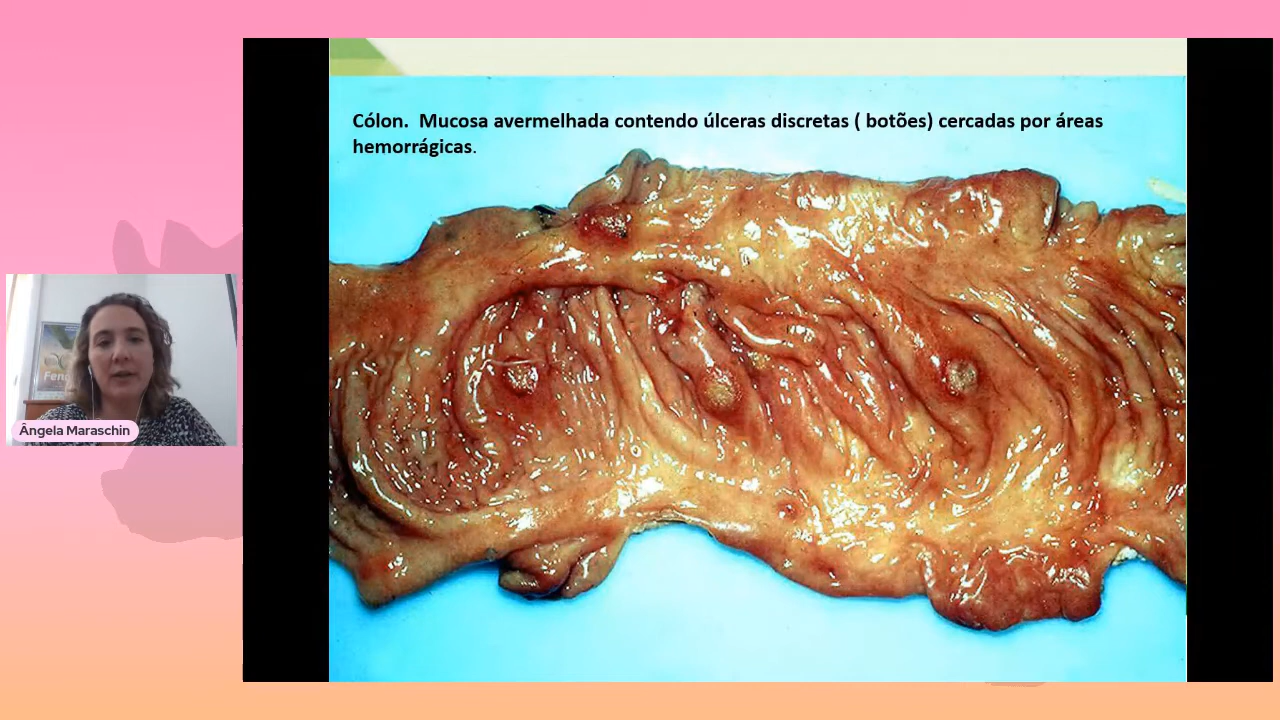 Cólon.  Mucosa avermelhada contendo úlceras discretas ( botões) cercadas por áreas
hemorrágicas.
Ângela Maraschin